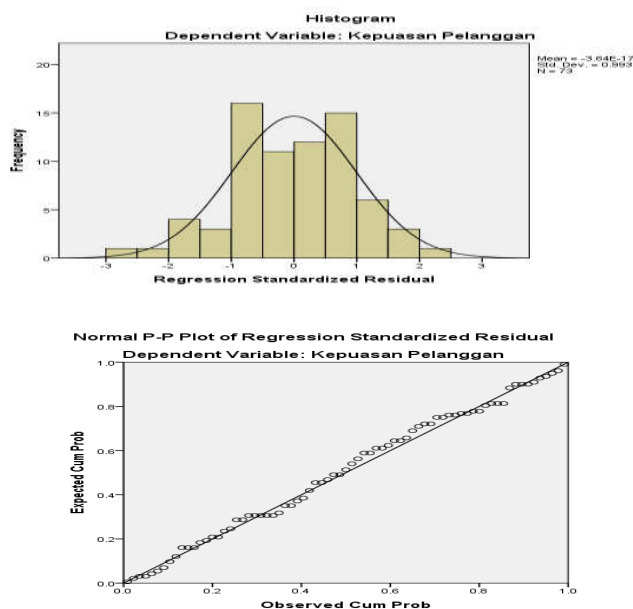 Histogram
Dependent Variable: Kepuasan Pelanggan
Mean = -3.64E-17
Std. Dev. = 0.993
N = 73
20
15
10
5
0
Frequency
-3 -2 -1 0 1 2 3
Regression Standardized Residual
Normal P-P Plot of Regression Standardized Residual
Dependent Variable: Kepuasan Pelanggan
1.0
0.8
0.6
0.4
0.2
0.0
Expected Cum Prob
0.0 0.2 0.4 0.6 0.8 1.0
Observed Cum Prob